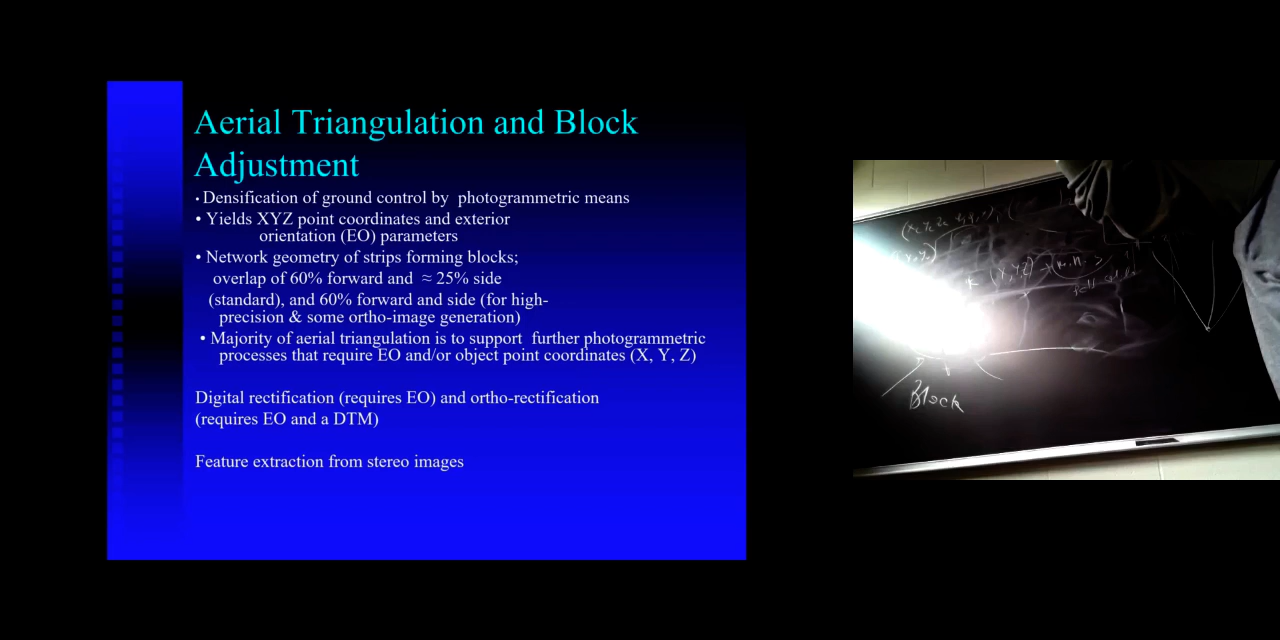 Aerial Triangulation and Block
Adjustment
• Densification of ground control by photogrammetric means
• Yields XYZ point coordinates and exterior
orientation (EO) parameters
• Network geometry of strips forming blocks;
overlap of 60% forward and ≈ 25% side
(standard), and 60% forward and side (for high-
precision & some ortho-image generation)
• Majority of aerial triangulation is to support further photogrammetric
processes that require EO and/or object point coordinates (X, Y, Z)
Digital rectification (requires EO) and ortho-rectification
(requires EO and a DTM)
Feature extraction from stereo images
(X, Y, Z)
Block